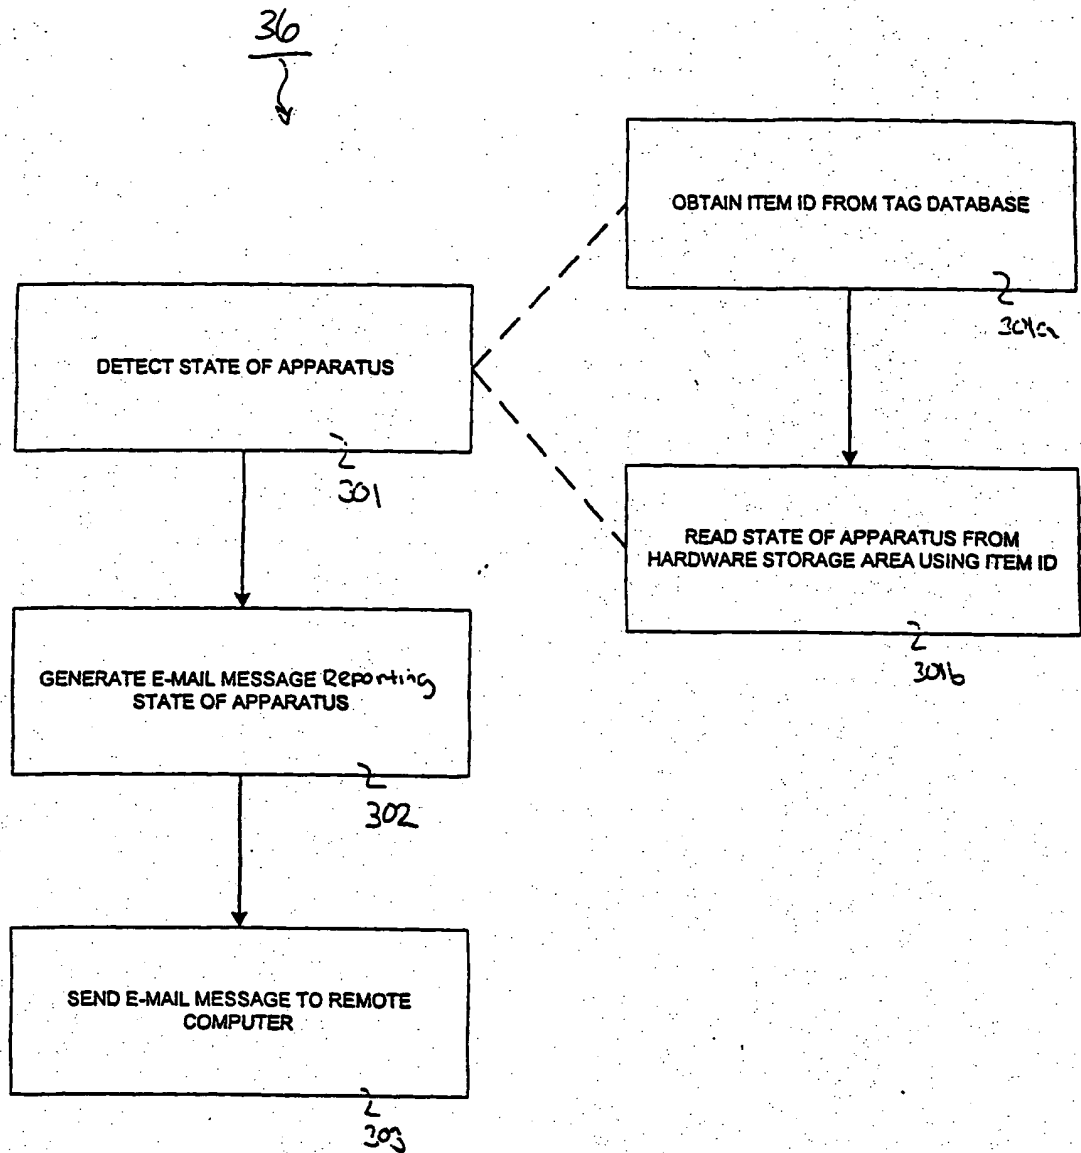 36
OBTAIN ITEM ID FROM TAG DATABASE
301a
DETECT STATE OF APPARATUS
301
READ STATE OF APPARATUS FROM
HARDWARE STORAGE AREA USING ITEM ID
301b
GENERATE E-MAIL MESSAGE Reporting
STATE OF APPARATUS
302
SEND E-MAIL MESSAGE TO REMOTE
COMPUTER
303